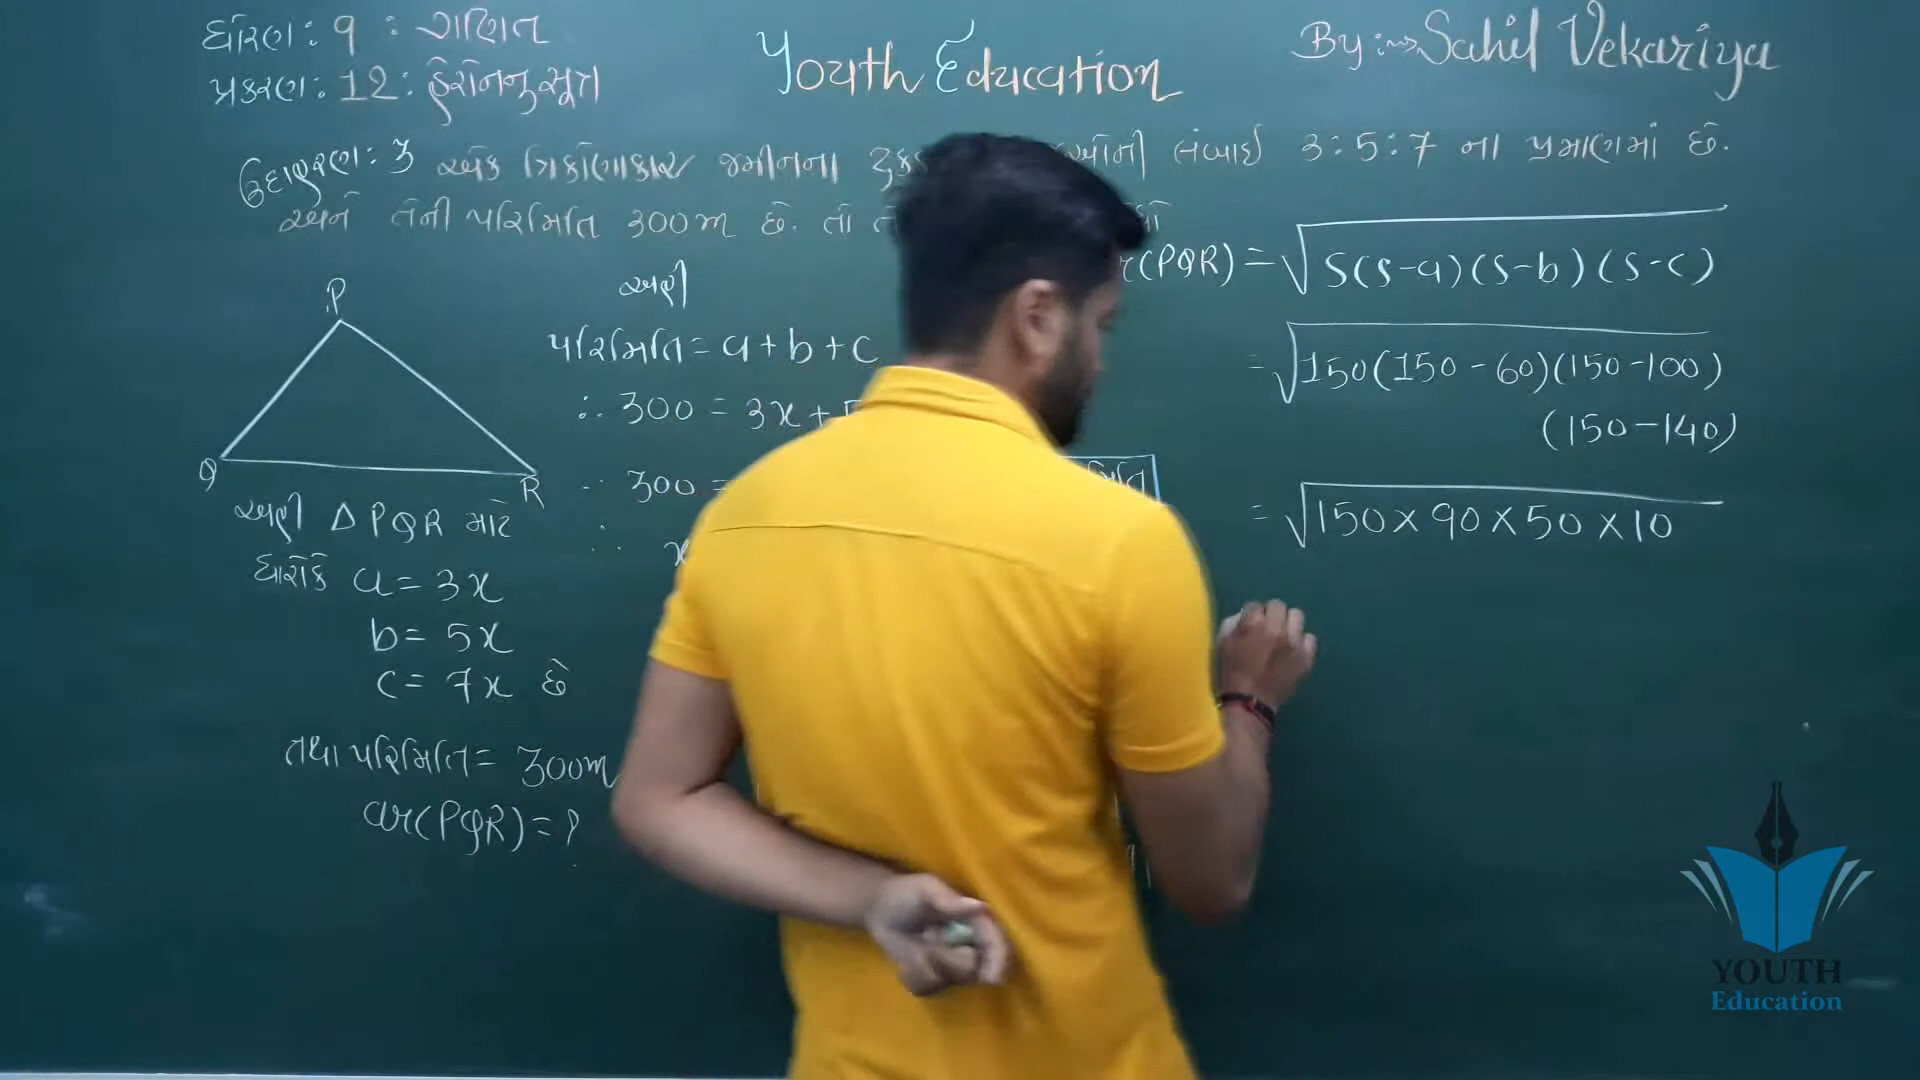 ધોરણ: 9 : ગણિત
પ્રકરણ: 12: હેરોનનુ સૂત્ર
Youth Education
By:→Sahil Vekariya
ઉદાહરણ: 3 એક ત્રિકોણાકાર જમીનના લંબાઈ 3:5:7 ના પ્રમાણમાં છે.
અને તેની પરિમિતિ 300m છે. તો
P
Q
R
અહી △PQR માટે
ધારોકે a = 3x
b = 5x
c = 7x છે
તથા પરિમિતિ = 300m
ar(PQR) = ?
અહી
પરિમિતિ = a + b + c
∴ 300 = 3x +
∴ 300 =
∴ x
(PQR) = √S(S-a)(S-b)(S-c)
= √150(150-60)(150-100)
(150-140)
= √150×90×50×10
YOUTH
Education